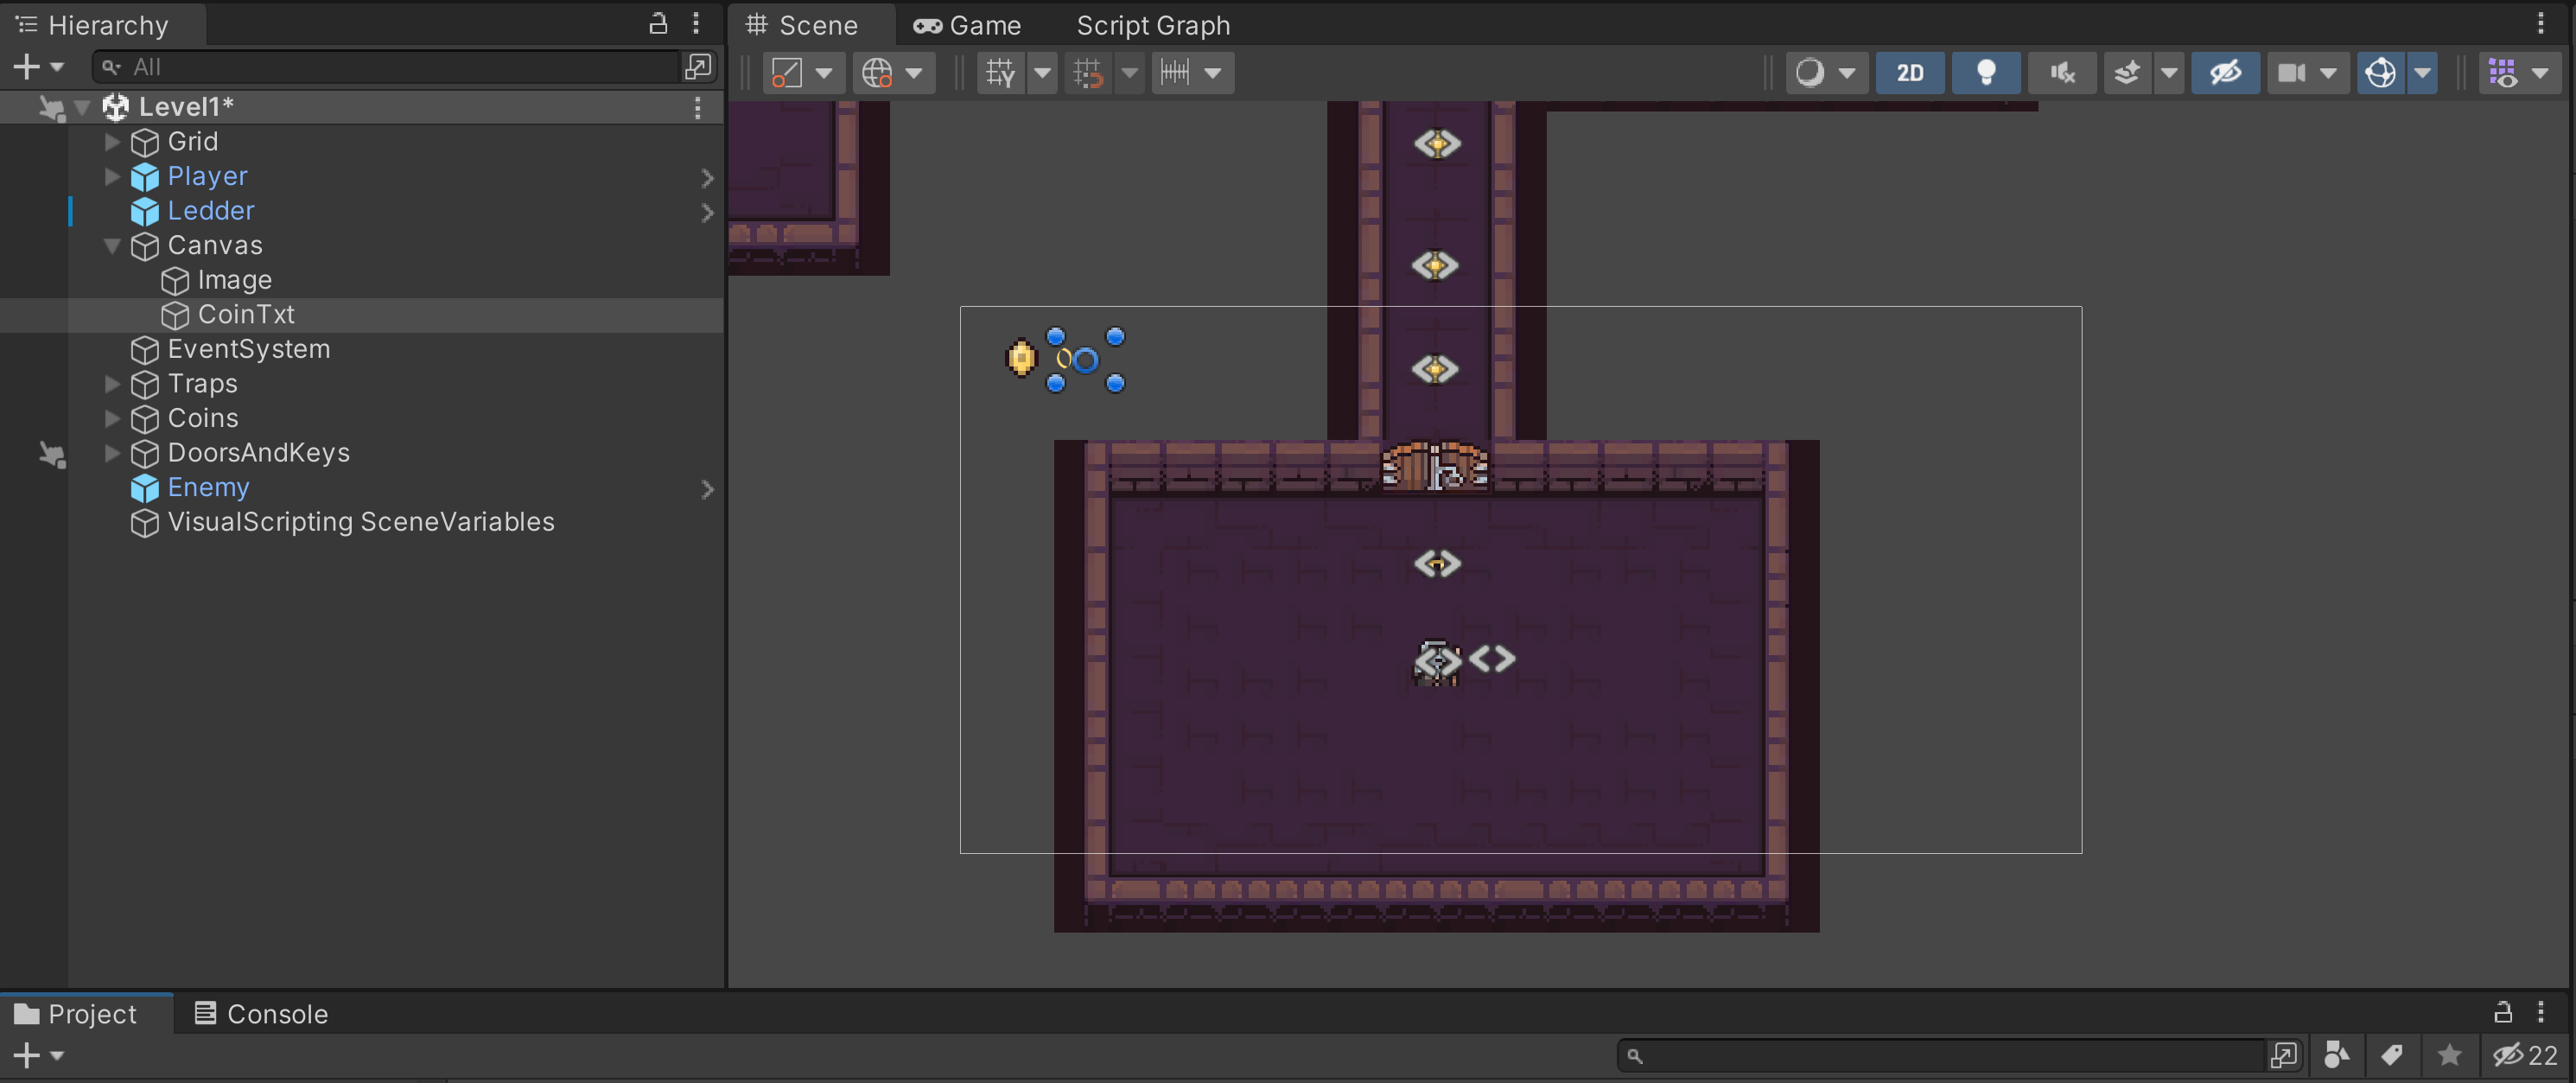 Hierarchy
All
Level1*
Grid
Player
Ledder
Canvas
Image
CoinTxt
EventSystem
Traps
Coins
DoorsAndKeys
Enemy
VisualScripting SceneVariables
Scene
Game
Script Graph
2D
0
Project
Console
22